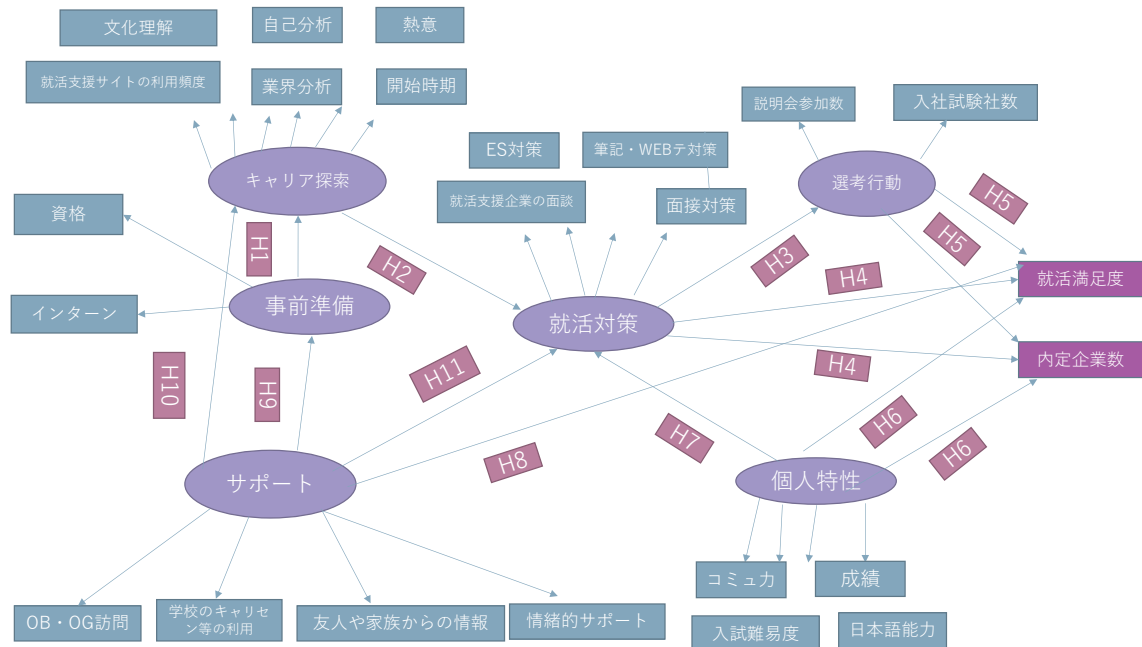 文化理解
自己分析
熱意
就活支援サイトの利用頻度
業界分析
開始時期
説明会参加数
入社試験社数
ES対策
筆記・WEBテ対策
キャリア探索
選考行動
就活支援企業の面談
面接対策
資格
H1
H2
H3
H5
H5
H4
就活満足度
インターン
事前準備
就活対策
内定企業数
H10
H9
H11
H4
H7
H6
H8
H6
サポート
個人特性
コミュ力
成績
OB・OG訪問
学校のキャリセ
ン等の利用
友人や家族からの情報
情緒的サポート
入試難易度
日本語能力